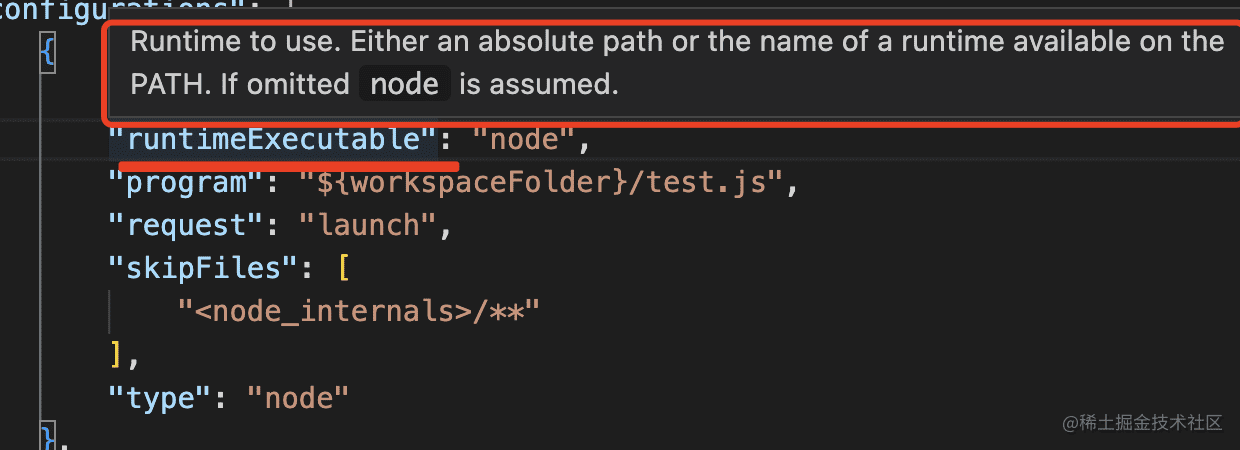 configurations": [
{
Runtime to use. Either an absolute path or the name of a runtime available on the
PATH. If omitted node is assumed.
"runtimeExecutable": "node",
"program": "${workspaceFolder}/test.js",
"request": "launch",
"skipFiles": [
"<node_internals>/**"
],
"type": "node"
},
@稀土掘金技术社区